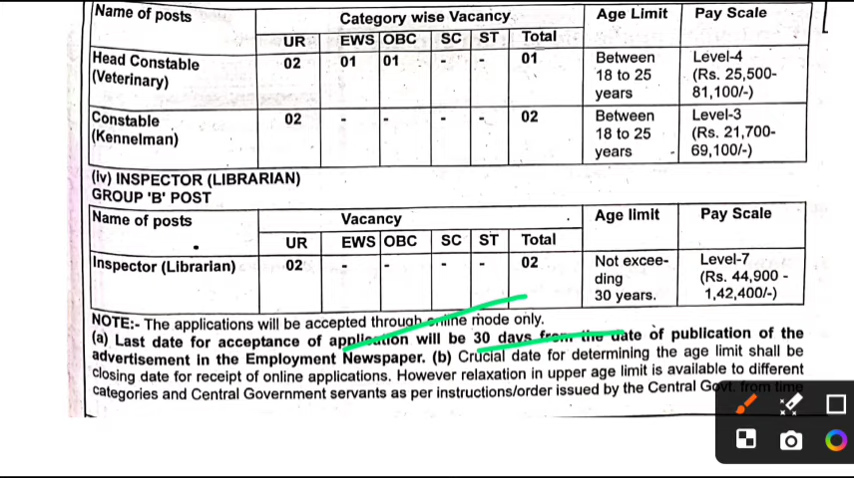 Name of posts Category wise Vacancy Age Limit Pay Scale
UR EWS OBC SC ST Total
Head Constable (Veterinary) 02 01 01 - - 01 Between 18 to 25 years Level-4 (Rs. 25,500-81,100/-)
Constable (Kennelman) 02 - - - - 02 Between 18 to 25 years Level-3 (Rs. 21,700-69,100/-)
(Iv) INSPECTOR (LIBRARIAN)
GROUP 'B' POST
Name of posts Vacancy Age limit Pay Scale
UR EWS OBC SC ST Total
Inspector (Librarian) 02 - - - - 02 Not excee-ding 30 years. Level-7 (Rs. 44,900 - 1,42,400/-)
NOTE:- The applications will be accepted through online mode only.
(a) Last date for acceptance of application will be 30 days from the date of publication of the
advertisement in the Employment Newspaper. (b) Crucial date for determining the age limit shall be
closing date for receipt of online applications. However relaxation in upper age limit is available to different
categories and Central Government servants as per instructions/order issued by the Central Govt. from time